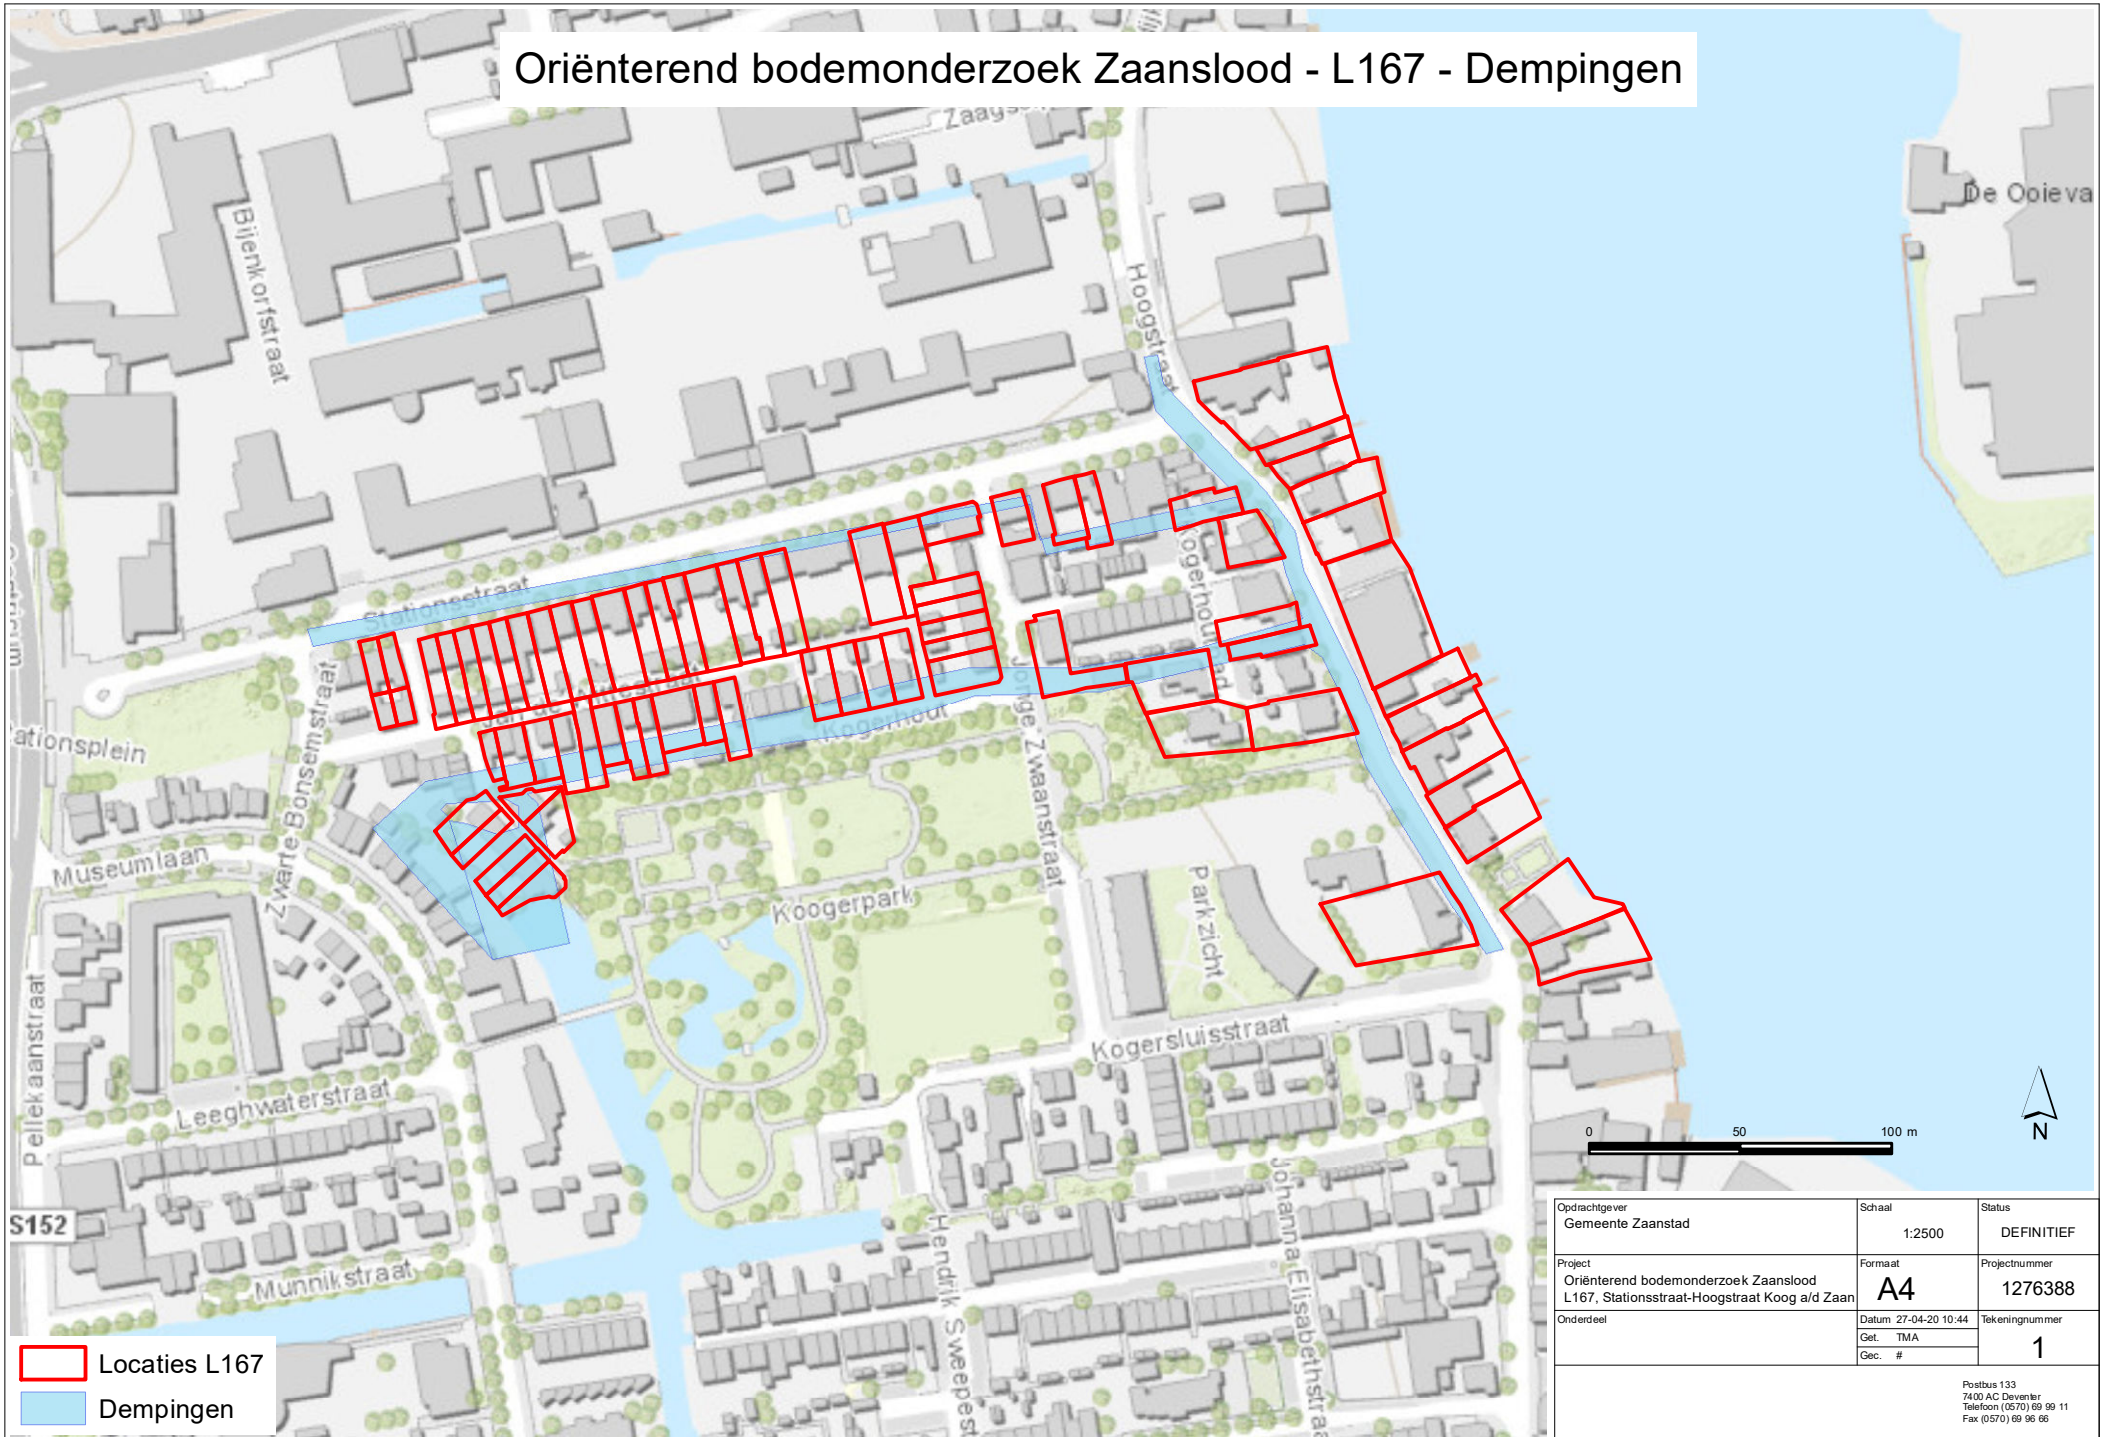 Oriënterend bodemonderzoek Zaanslood - L167 - Dempingen
De Ooieva
Bijenkorfstraat
Hoogstraat
Stationsstraat
Jan de Wittestraat
Kogerhout
Zwarte Bonsemstraat
Jonge Zwaanstraat
Museumlaan
Koogerpark
Parkzicht
Pellekaanstraat
Kogersluisstraat
Leeghwaterstraat
Munnikstraat
S152
Hendrik Sweepest
Johanna Elisabethstraa
0 50 100 m
N
Locaties L167
Dempingen
Opdrachtgever
Gemeente Zaanstad
Schaal
1:2500
Status
DEFINITIEF
Project
Oriënterend bodemonderzoek Zaanslood
L167, Stationsstraat-Hoogstraat Koog a/d Zaan
Formaat
A4
Projectnummer
1276388
Onderdeel
Datum 27-04-20 10:44
Get. TMA
Gec. #
Tekeningnummer
1
Postbus 133
7400 AC Deventer
Telefoon (0570) 69 99 11
Fax (0570) 69 96 66